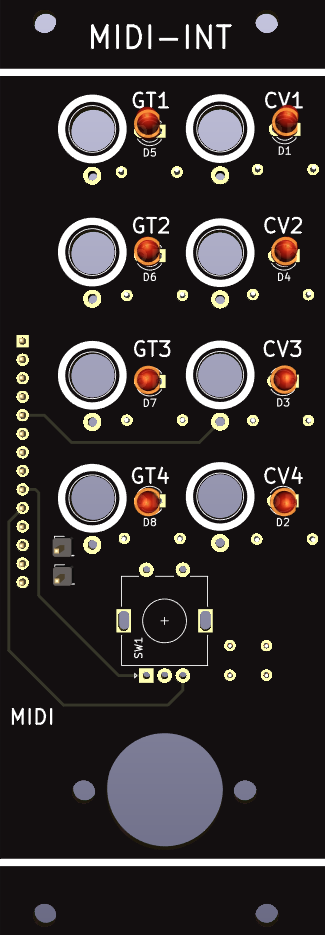 MIDI-INT
GT1 CV1
D5 D1
GT2 CV2
D6 D4
GT3 CV3
D7 D3
GT4 CV4
D8 D2
SW1
MIDI